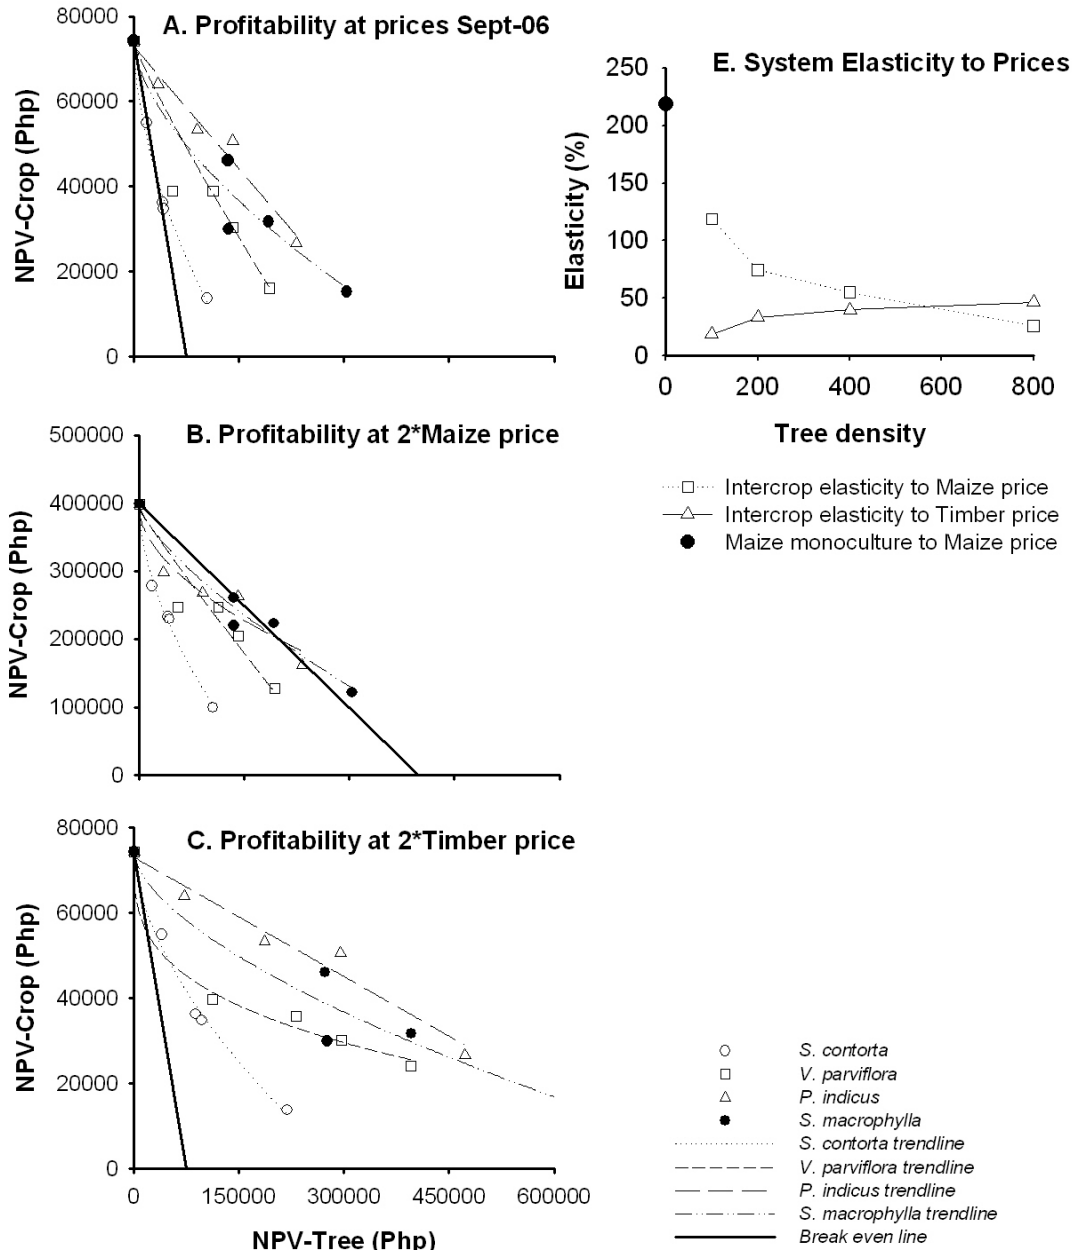 A. Profitability at prices Sept-06
80000
60000
40000
20000
0
NPV-Crop (Php)
E. System Elasticity to Prices
250
200
150
100
50
0
Elasticity (%)
0 200 400 600 800
Tree density
Intercrop elasticity to Maize price
Intercrop elasticity to Timber price
Maize monoculture to Maize price
B. Profitability at 2*Maize price
500000
400000
300000
200000
100000
0
NPV-Crop (Php)
C. Profitability at 2*Timber price
80000
60000
40000
20000
0
NPV-Crop (Php)
0 150000 300000 450000 600000
NPV-Tree (Php)
S. contorta
V. parviflora
P. indicus
S. macrophylla
S. contorta trendline
V. parviflora trendline
P. indicus trendline
S. macrophylla trendline
Break even line